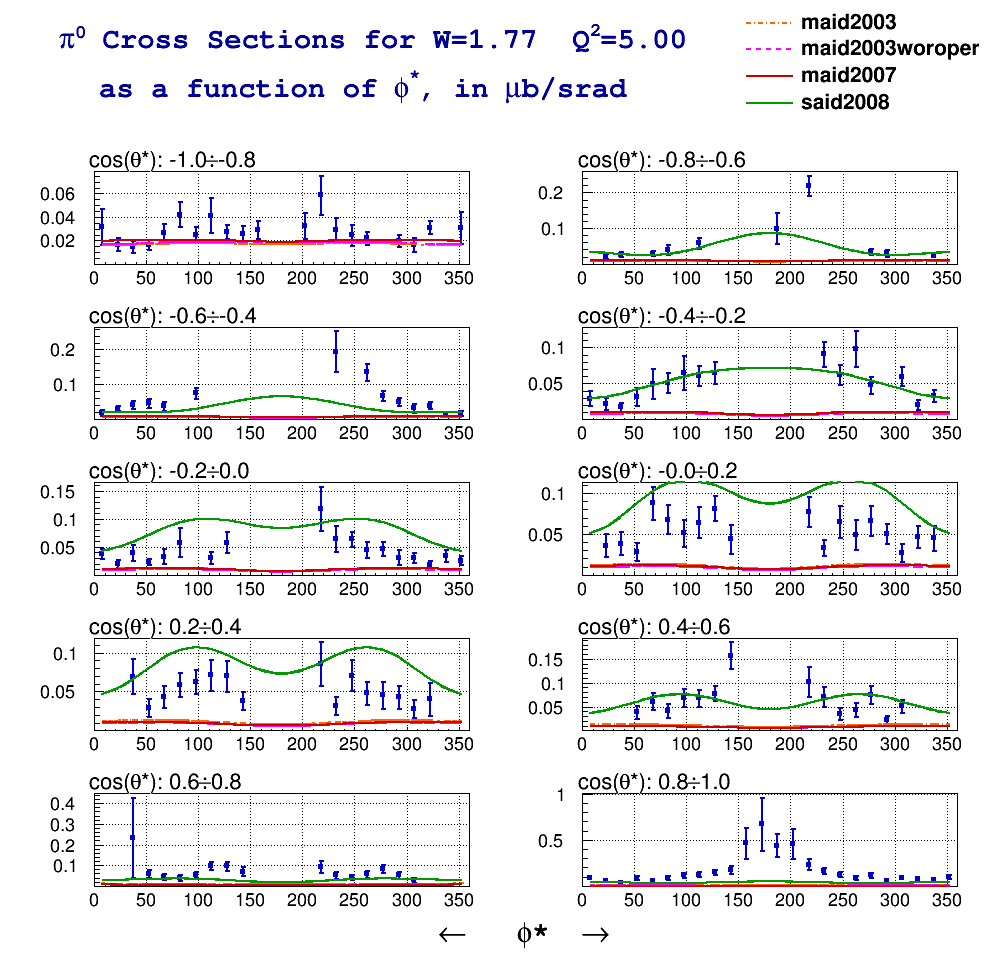 π⁰ Cross Sections for W=1.77 Q²=5.00
as a function of ϕ*, in μb/srad
maid2003
maid2003woroper
maid2007
said2008
cos(θ*): -1.0÷-0.8
0.06
0.04
0.02
0 50 100 150 200 250 300 350
cos(θ*): -0.8÷-0.6
0.2
0.1
0 50 100 150 200 250 300 350
cos(θ*): -0.6÷-0.4
0.2
0.1
0 50 100 150 200 250 300 350
cos(θ*): -0.4÷-0.2
0.1
0.05
0 50 100 150 200 250 300 350
cos(θ*): -0.2÷0.0
0.15
0.1
0.05
0 50 100 150 200 250 300 350
cos(θ*): -0.0÷0.2
0.1
0.05
0 50 100 150 200 250 300 350
cos(θ*): 0.2÷0.4
0.1
0.05
0 50 100 150 200 250 300 350
cos(θ*): 0.4÷0.6
0.15
0.1
0.05
0 50 100 150 200 250 300 350
cos(θ*): 0.6÷0.8
0.4
0.3
0.2
0.1
0 50 100 150 200 250 300 350
cos(θ*): 0.8÷1.0
1
0.5
0 50 100 150 200 250 300 350
← ϕ* →